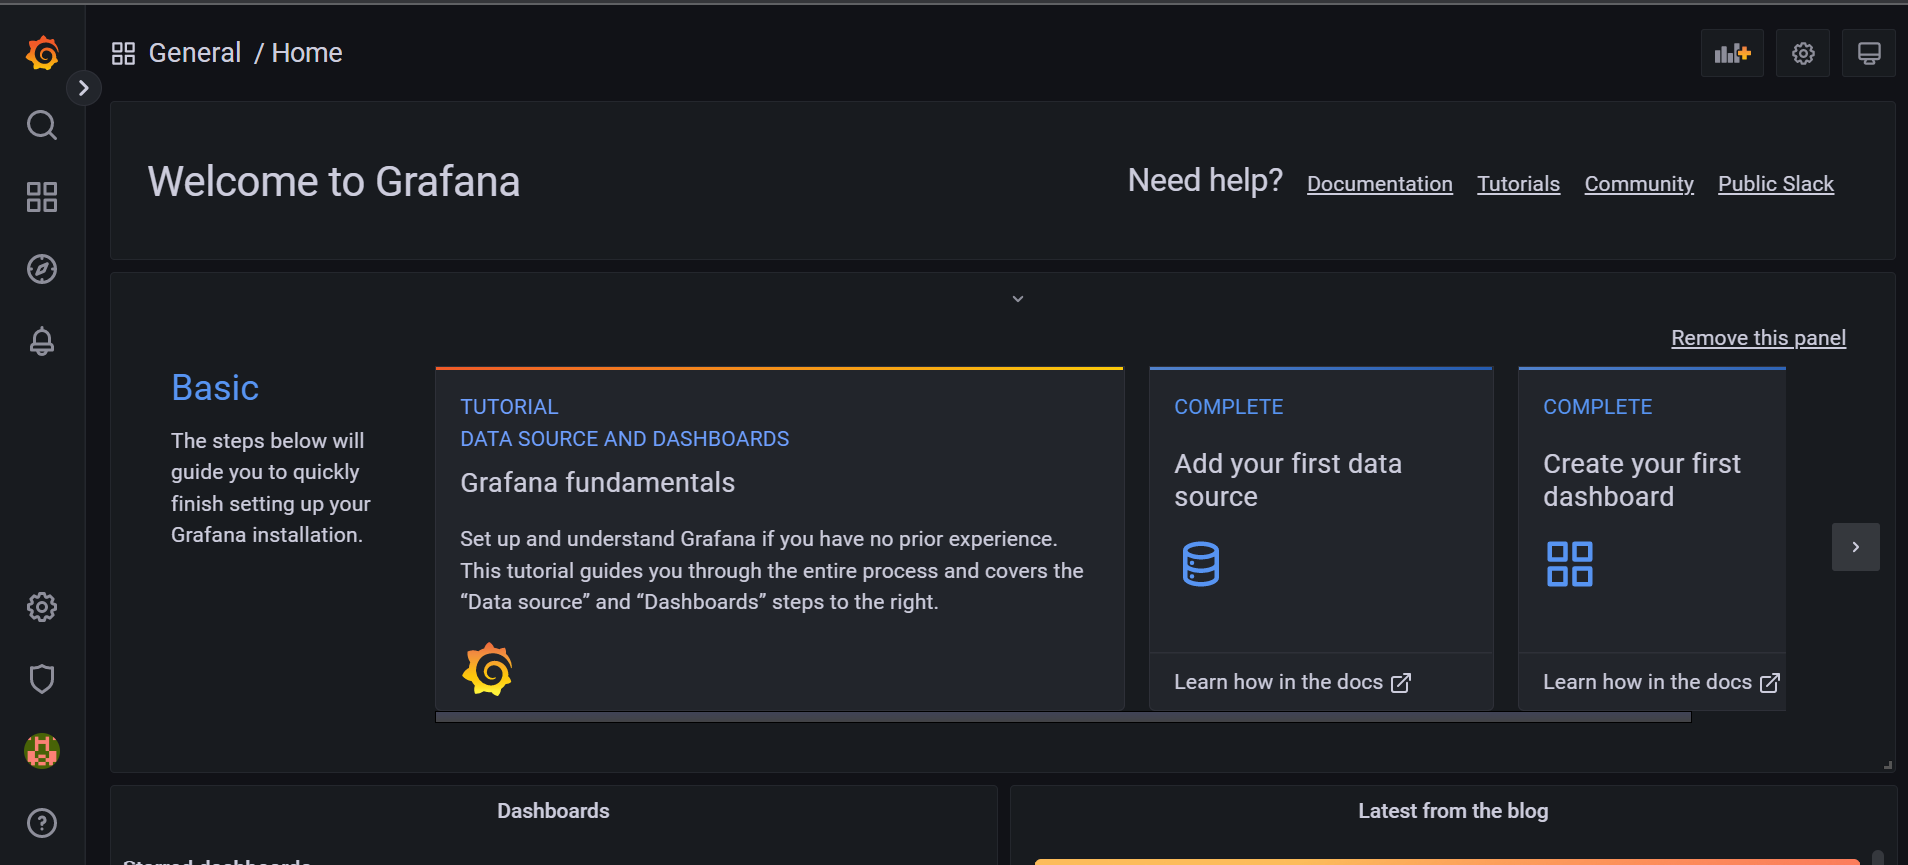 General / Home
Welcome to Grafana
Need help? Documentation Tutorials Community Public Slack
Remove this panel
Basic
The steps below will
guide you to quickly
finish setting up your
Grafana installation.
TUTORIAL
DATA SOURCE AND DASHBOARDS
Grafana fundamentals
Set up and understand Grafana if you have no prior experience.
This tutorial guides you through the entire process and covers the
“Data source” and “Dashboards” steps to the right.
COMPLETE
Add your first data
source
Learn how in the docs
COMPLETE
Create your first
dashboard
Learn how in the docs
Dashboards
Starred dashboards
Latest from the blog